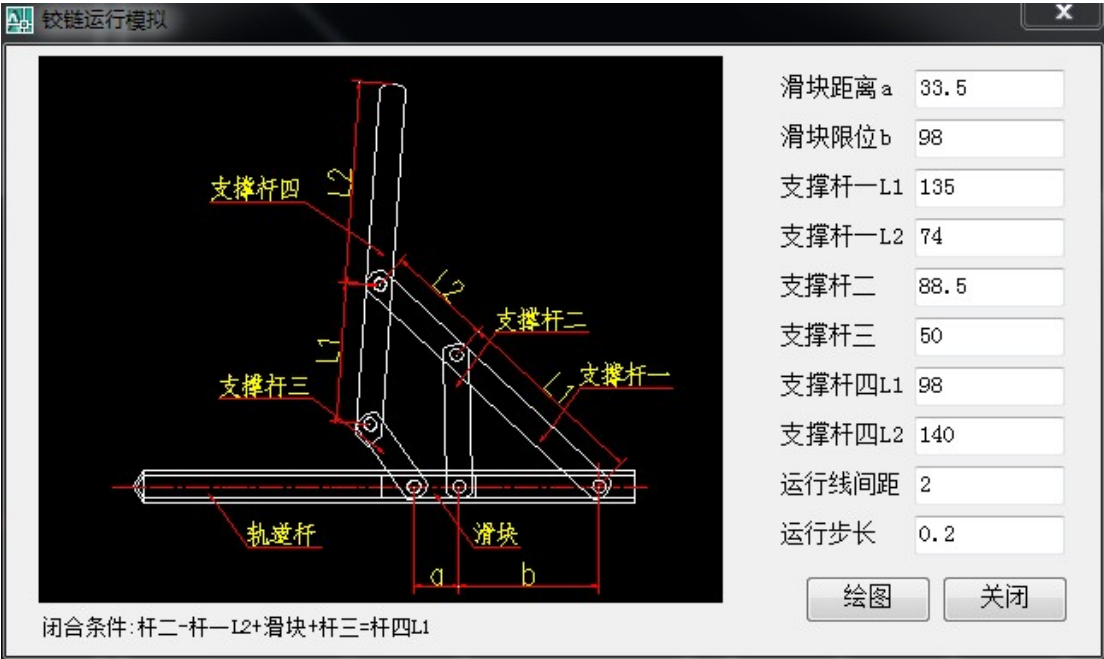 铰链运行模拟
x
L2
支撑杆四
L2
支撑杆二
L1
支撑杆三
L1
支撑杆一
轨道杆
滑块
a
b
闭合条件:杆二-杆一L2+滑块+杆三=杆四L1
滑块距离a 33.5
滑块限位b 98
支撑杆一L1 135
支撑杆一L2 74
支撑杆二 88.5
支撑杆三 50
支撑杆四L1 98
支撑杆四L2 140
运行线间距 2
运行步长 0.2
绘图 关闭